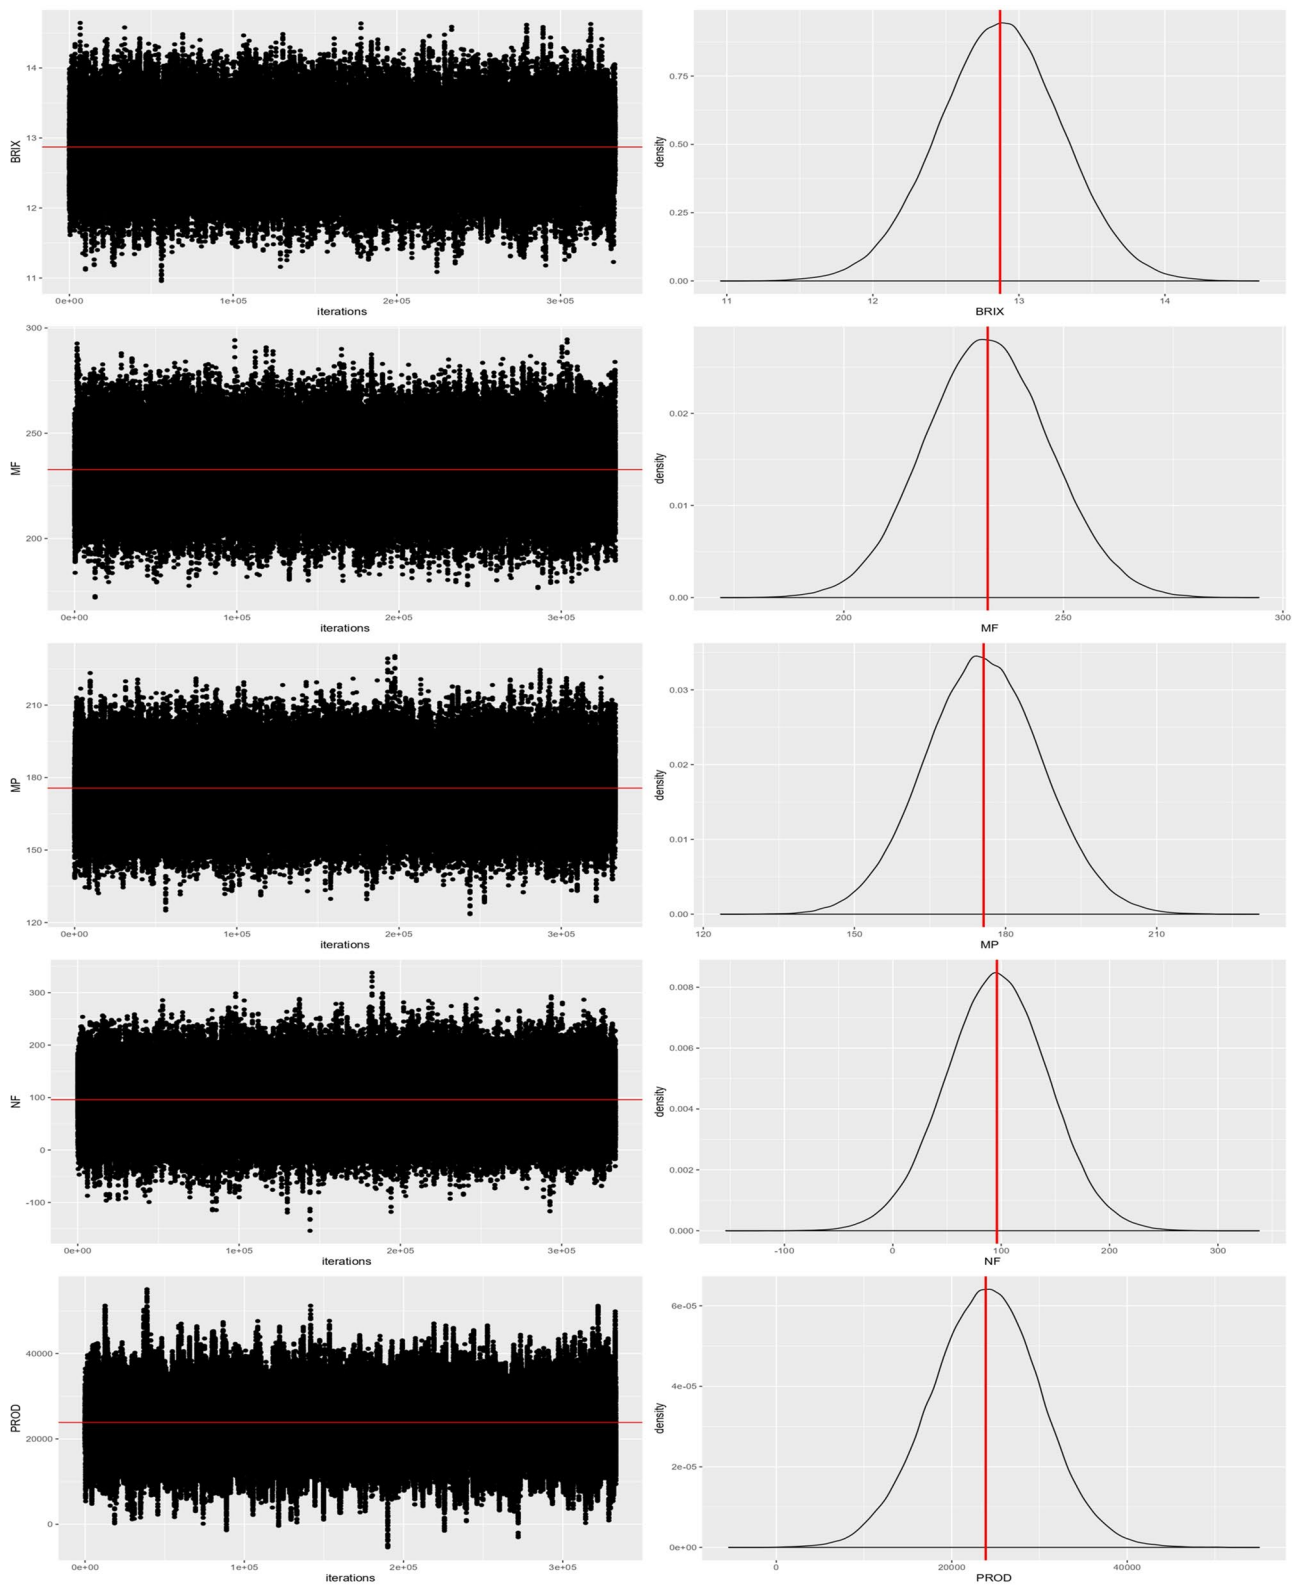 14
13
12
11
BRIX
0e+00 1e+05 2e+05 3e+05
iterations
0.75
0.50
0.25
0.00
density
11 12 13 14
BRIX
300
250
200
MF
0e+00 1e+05 2e+05 3e+05
iterations
0.02
0.01
0.00
density
200 250 300
MF
210
180
150
120
MP
0e+00 1e+05 2e+05 3e+05
iterations
0.03
0.02
0.01
0.00
density
120 150 180 210
MP
300
200
100
0
-100
NF
0e+00 1e+05 2e+05 3e+05
iterations
0.008
0.006
0.004
0.002
0.000
density
-100 0 100 200 300
NF
40000
20000
0
PROD
0e+00 1e+05 2e+05 3e+05
iterations
6e-05
4e-05
2e-05
0e+00
density
0 20000 40000
PROD